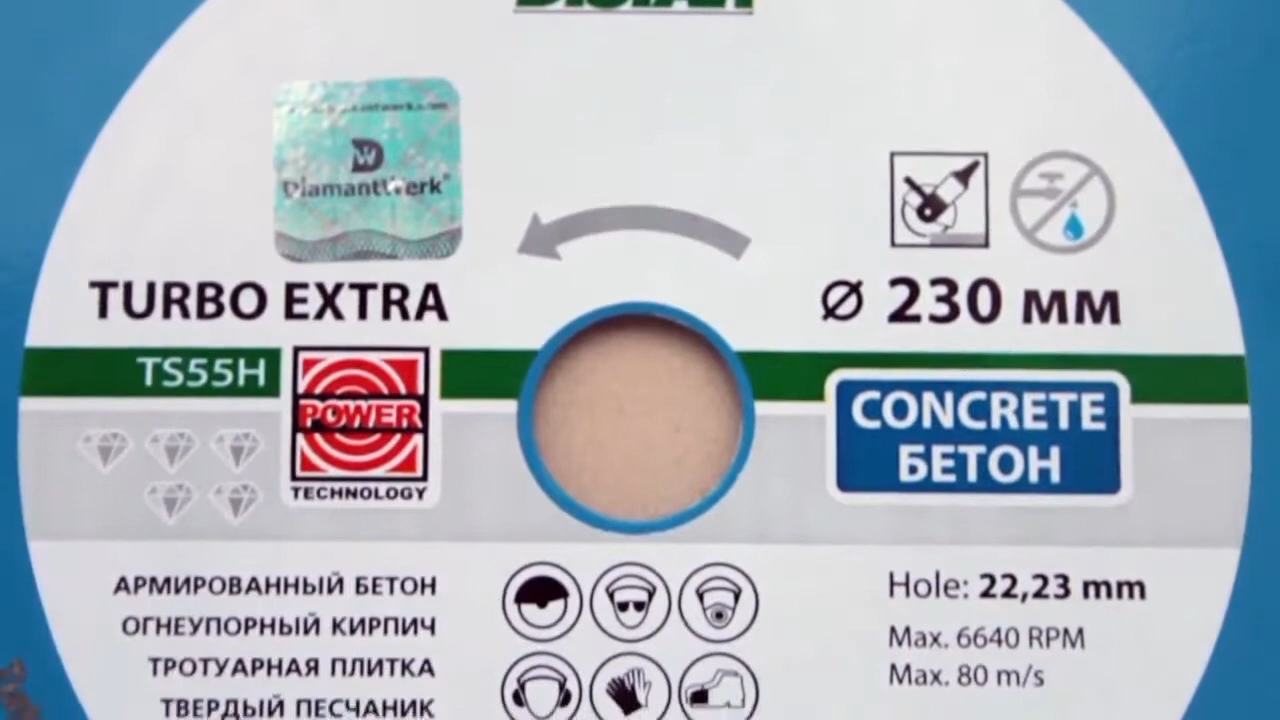 DiamantWerk®
TURBO EXTRA
Ø 230 мм
TS55H
POWER
TECHNOLOGY
CONCRETE
БЕТОН
АРМИРОВАННЫЙ БЕТОН
ОГНЕУПОРНЫЙ КИРПИЧ
ТРОТУАРНАЯ ПЛИТКА
ТВЕРДЫЙ ПЕСЧАНИК
Hole: 22,23 mm
Max. 6640 RPM
Max. 80 m/s